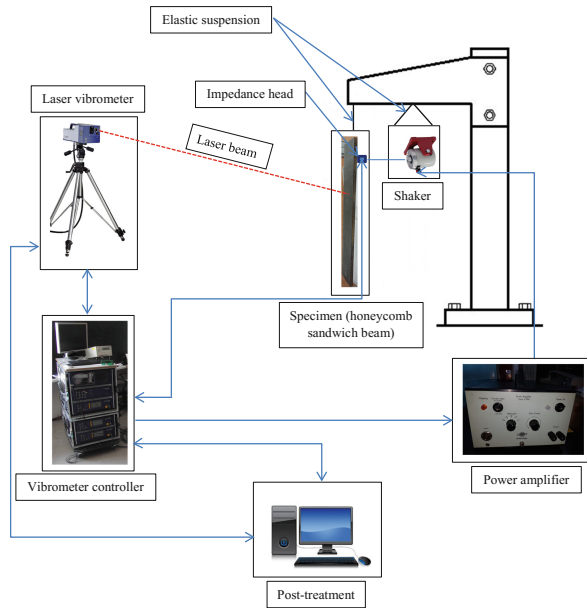 Elastic suspension
Laser vibrometer
Impedance head
Laser beam
Shaker
Specimen (honeycomb
sandwich beam)
Vibrometer controller
Power amplifier
Post-treatment